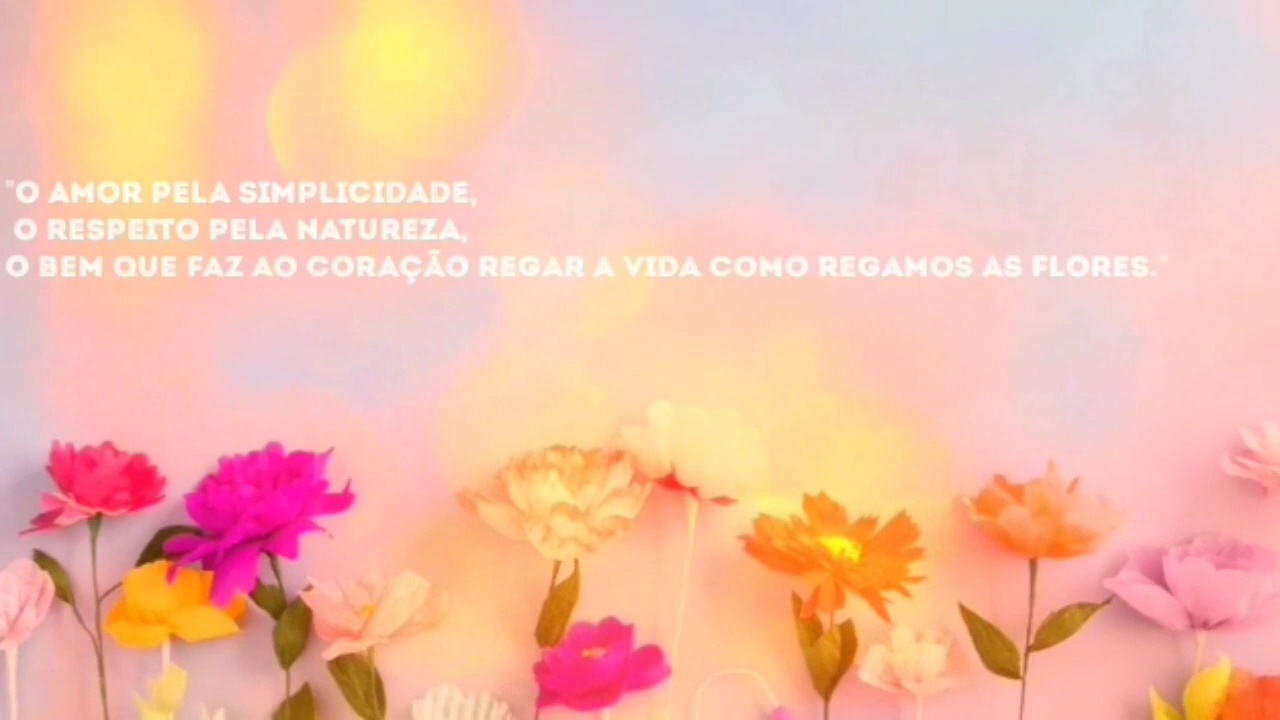 "O AMOR PELA SIMPLICIDADE,
O RESPEITO PELA NATUREZA,
O BEM QUE FAZ AO CORAÇÃO REGAR A VIDA COMO REGAMOS AS FLORES."